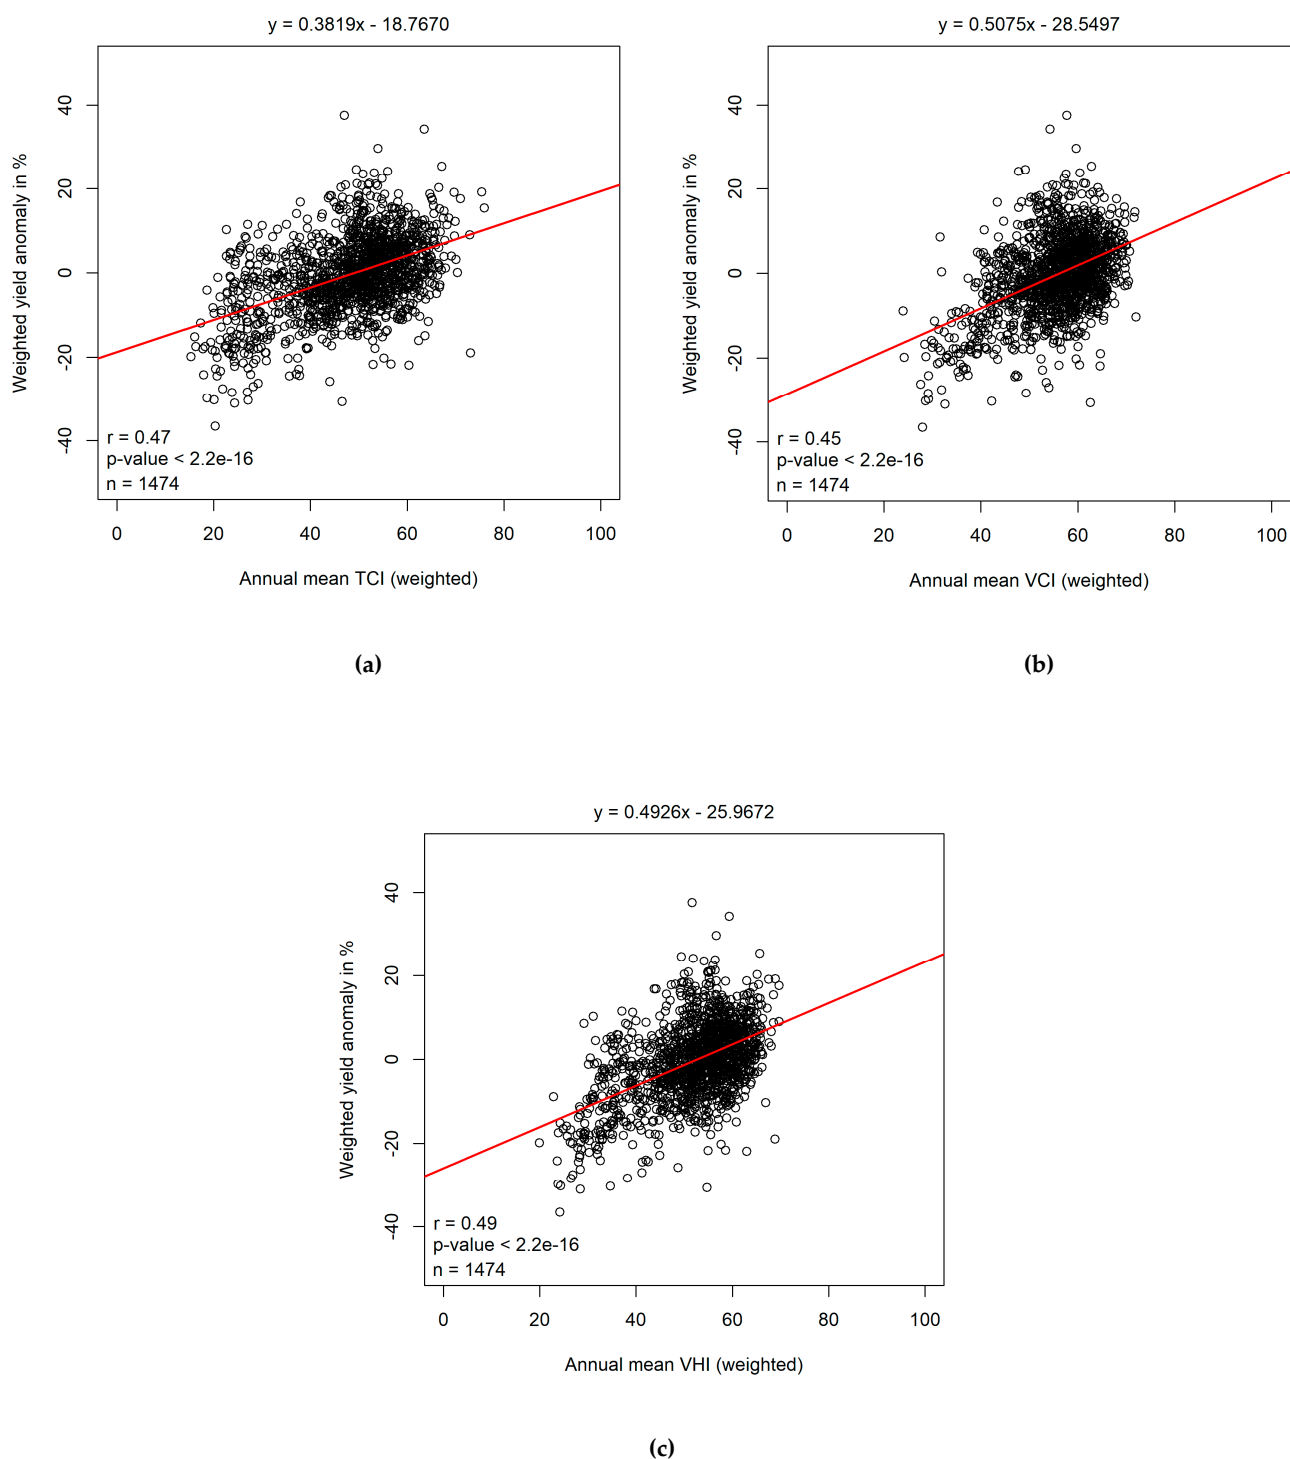 y = 0.3819x - 18.7670
Weighted yield anomaly in %
40
20
0
-20
-40
r = 0.47
p-value < 2.2e-16
n = 1474
0 20 40 60 80 100
Annual mean TCI (weighted)
(a)
y = 0.5075x - 28.5497
Weighted yield anomaly in %
40
20
0
-20
-40
r = 0.45
p-value < 2.2e-16
n = 1474
0 20 40 60 80 100
Annual mean VCI (weighted)
(b)
y = 0.4926x - 25.9672
Weighted yield anomaly in %
40
20
0
-20
-40
r = 0.49
p-value < 2.2e-16
n = 1474
0 20 40 60 80 100
Annual mean VHI (weighted)
(c)